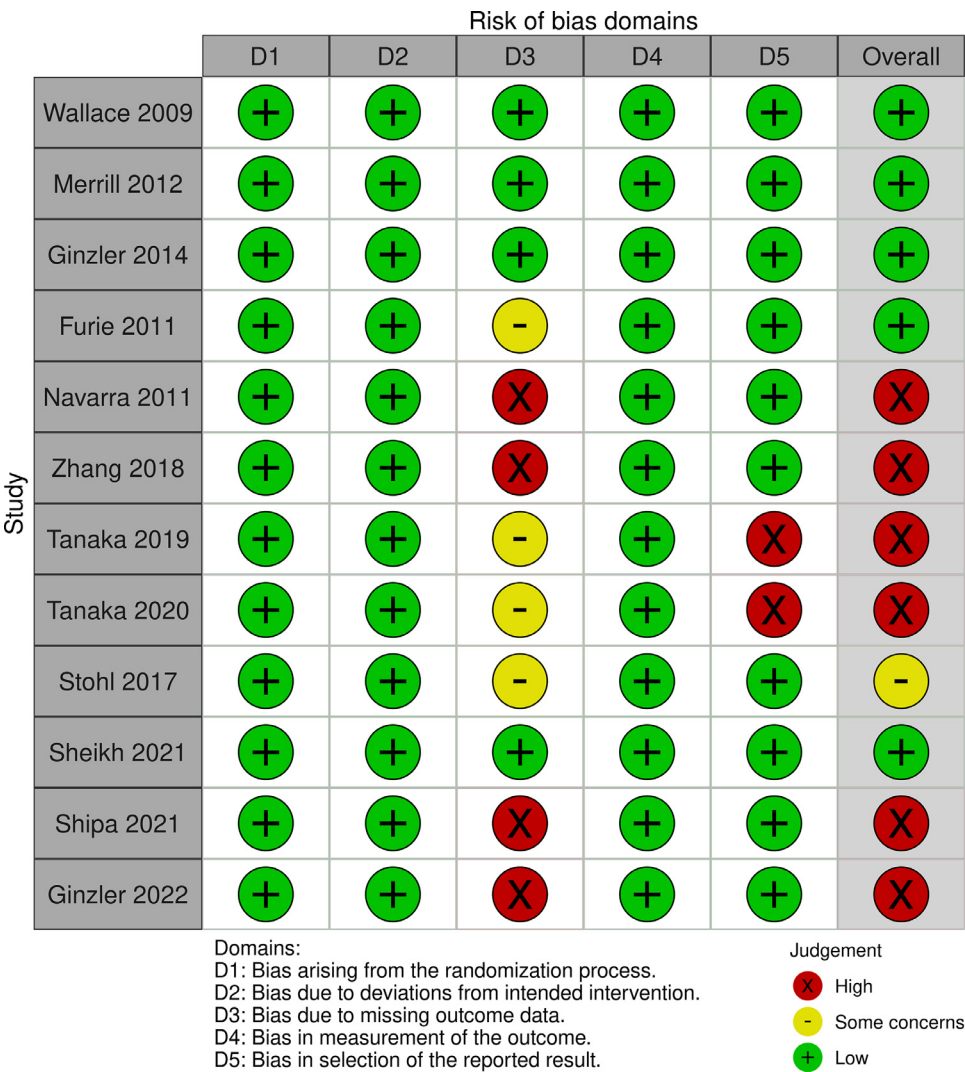 Risk of bias domains
D1 D2 D3 D4 D5 Overall
Study
Wallace 2009 + + + + + +
Merrill 2012 + + + + + +
Ginzler 2014 + + + + + +
Furie 2011 + + - + + +
Navarra 2011 + + X + + X
Zhang 2018 + + X + + X
Tanaka 2019 + + - + X X
Tanaka 2020 + + - + X X
Stohl 2017 + + - + + -
Sheikh 2021 + + + + + +
Shipa 2021 + + X + + X
Ginzler 2022 + + X + + X
Domains:
D1: Bias arising from the randomization process.
D2: Bias due to deviations from intended intervention.
D3: Bias due to missing outcome data.
D4: Bias in measurement of the outcome.
D5: Bias in selection of the reported result.
Judgement
X High
- Some concerns
+ Low